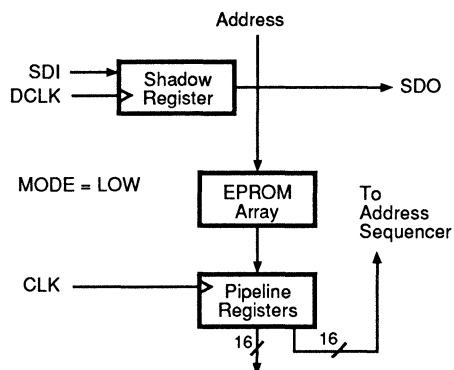 Address
SDI
DCLK
Shadow
Register
SDO
MODE = LOW
EPROM
Array
To
Address
Sequencer
CLK
Pipeline
Registers
16
16